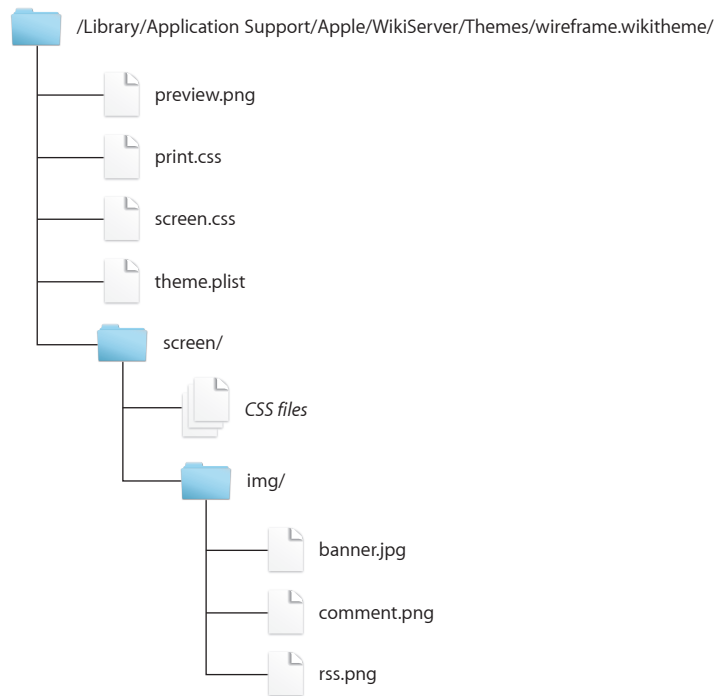 /Library/Application Support/Apple/WikiServer/Themes/wireframe.wikitheme/
preview.png
print.css
screen.css
theme.plist
screen/
CSS files
img/
banner.jpg
comment.png
rss.png